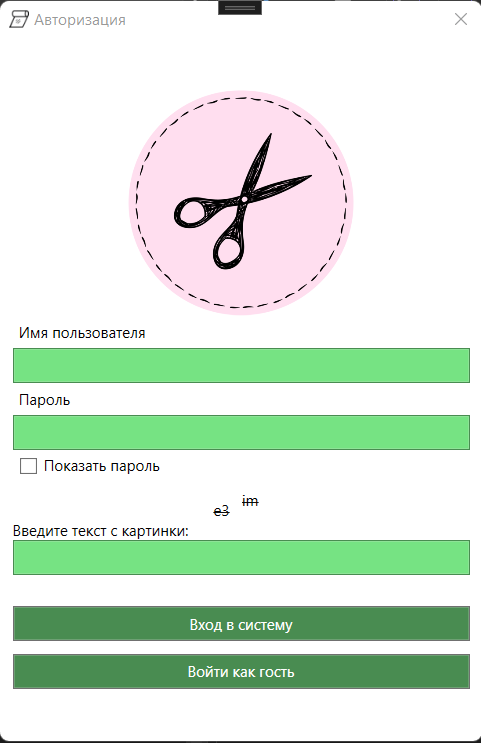 Авторизация
Имя пользователя
Пароль
Показать пароль
e3 im
Введите текст с картинки:
Вход в систему
Войти как гость